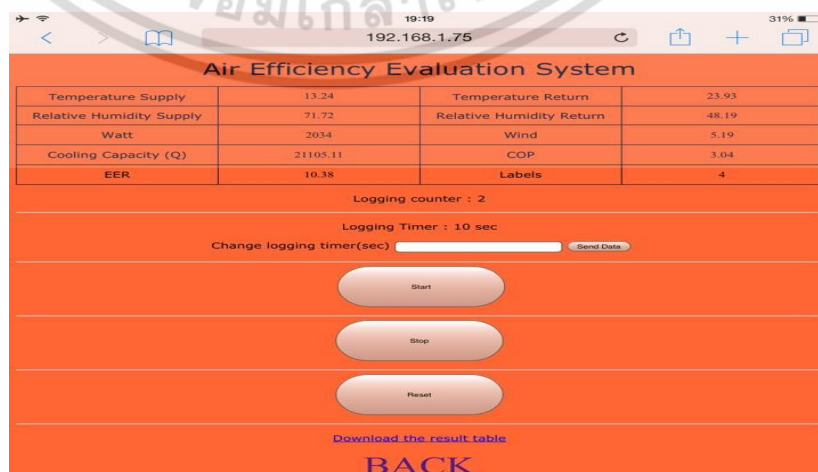 19:19
31%
192.168.1.75
Air Efficiency Evaluation System
Temperature Supply 13.24 Temperature Return 23.93
Relative Humidity Supply 71.72 Relative Humidity Return 48.19
Watt 2034 Wind 5.19
Cooling Capacity (Q) 21105.11 COP 3.04
EER 10.38 Labels 4
Logging counter : 2
Logging Timer : 10 sec
Change logging timer(sec) Send Data
Start
Stop
Reset
Download the result table
BACK